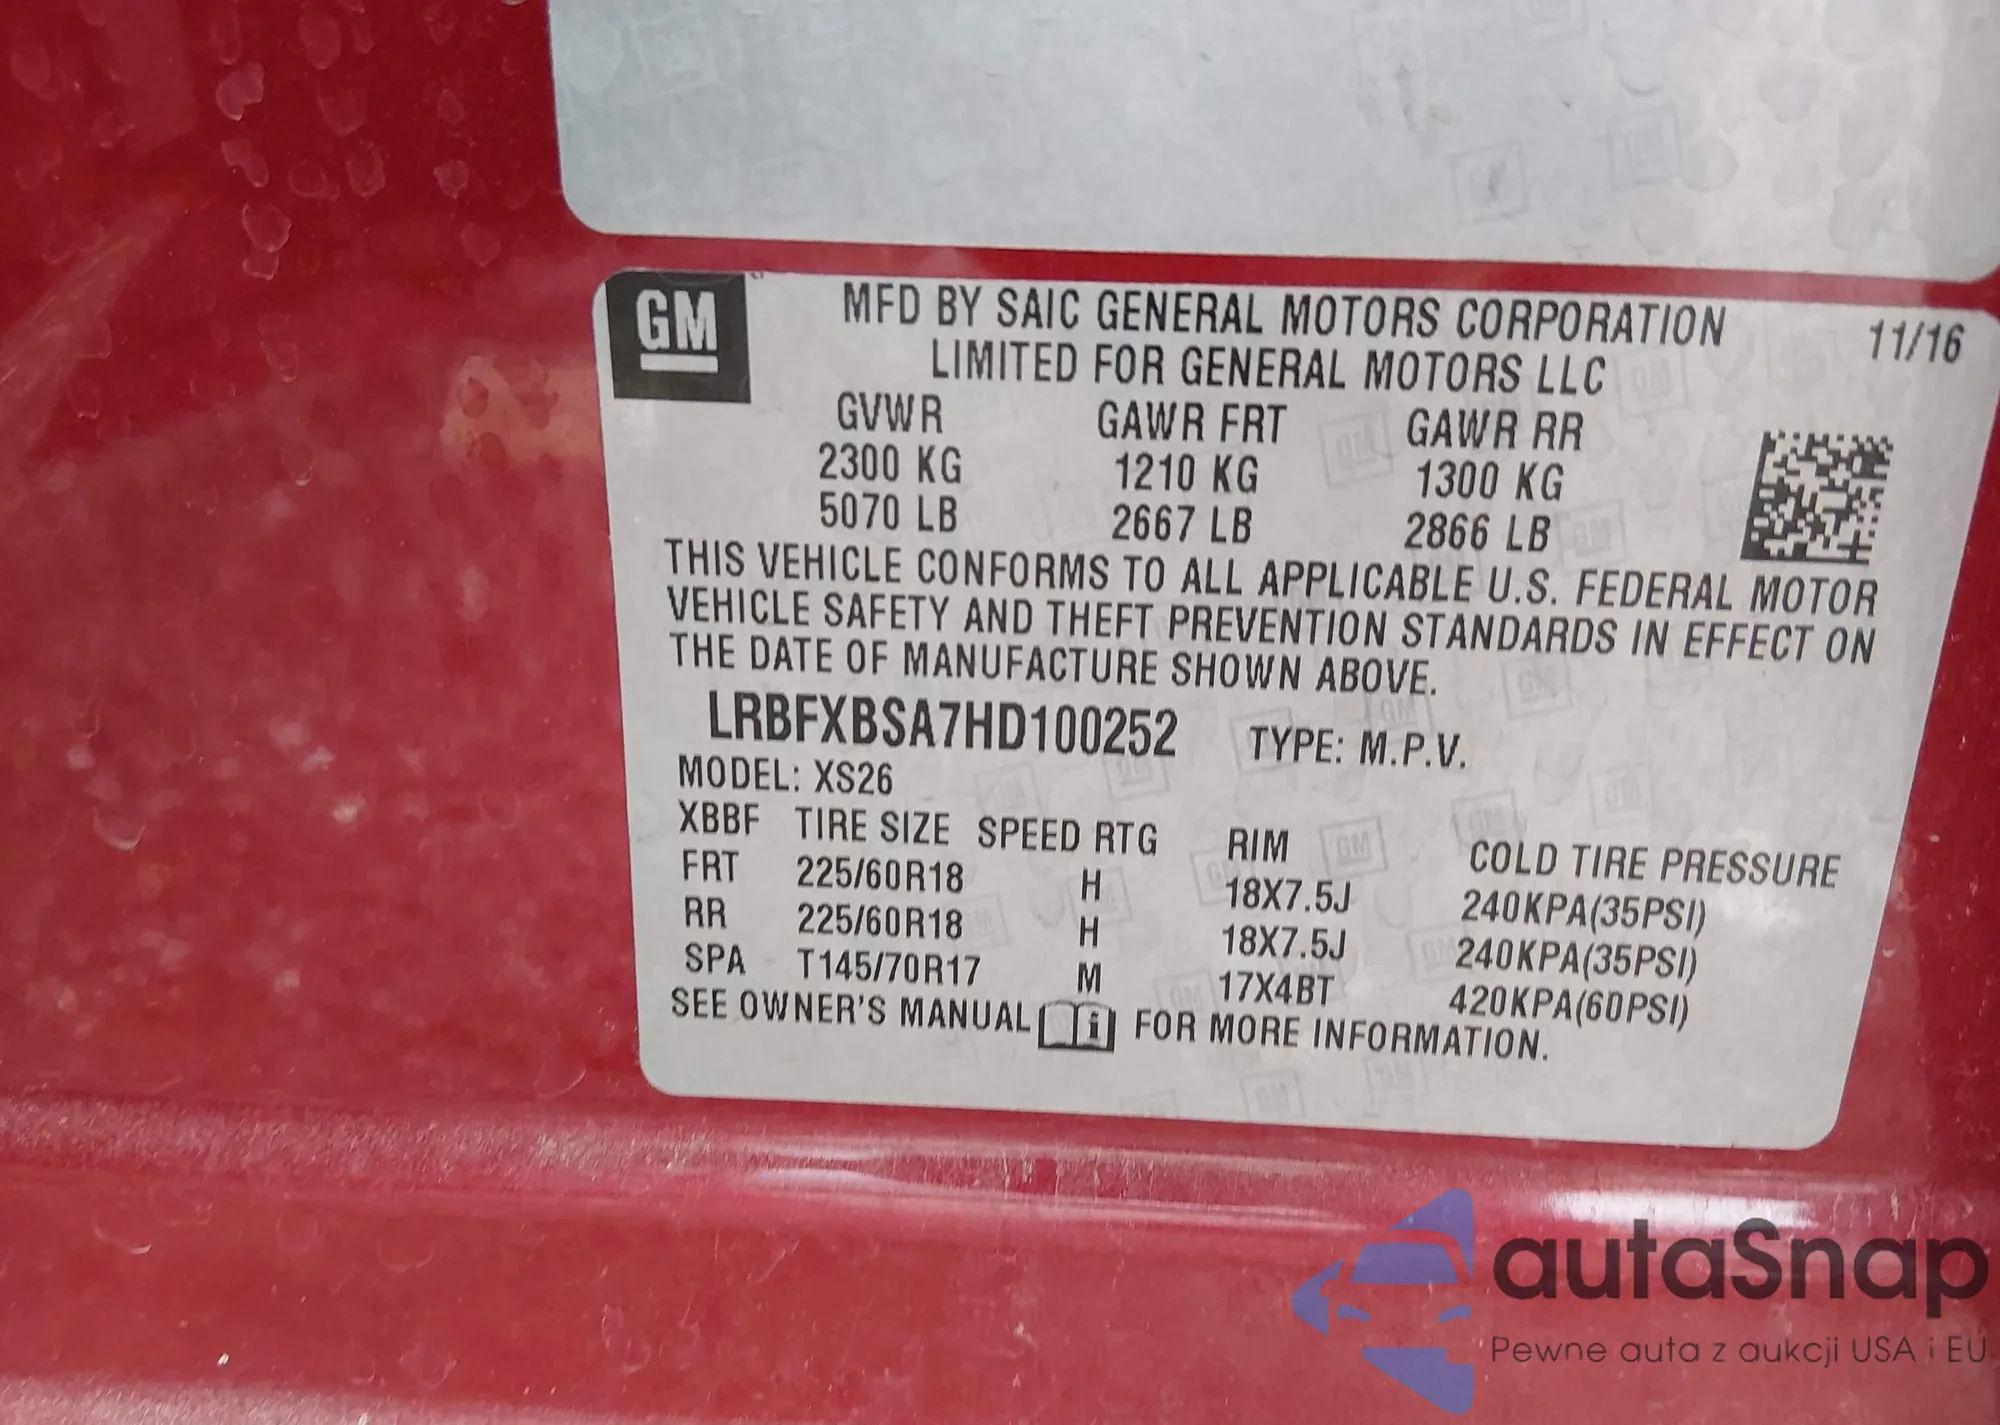 GM
MFD BY SAIC GENERAL MOTORS CORPORATION
LIMITED FOR GENERAL MOTORS LLC
11/16
GVWR GAWR FRT GAWR RR
2300 KG 1210 KG 1300 KG
5070 LB 2667 LB 2866 LB
THIS VEHICLE CONFORMS TO ALL APPLICABLE U.S. FEDERAL MOTOR
VEHICLE SAFETY AND THEFT PREVENTION STANDARDS IN EFFECT ON
THE DATE OF MANUFACTURE SHOWN ABOVE.
LRBFXBSA7HD100252 TYPE: M.P.V.
MODEL: XS26
XBBF TIRE SIZE SPEED RTG RIM COLD TIRE PRESSURE
FRT 225/60R18 H 18X7.5J 240KPA(35PSI)
RR 225/60R18 H 18X7.5J 240KPA(35PSI)
SPA T145/70R17 M 17X4BT 420KPA(60PSI)
SEE OWNER'S MANUAL i FOR MORE INFORMATION.
autaSnap
Pewne auta z aukcji USA i EU